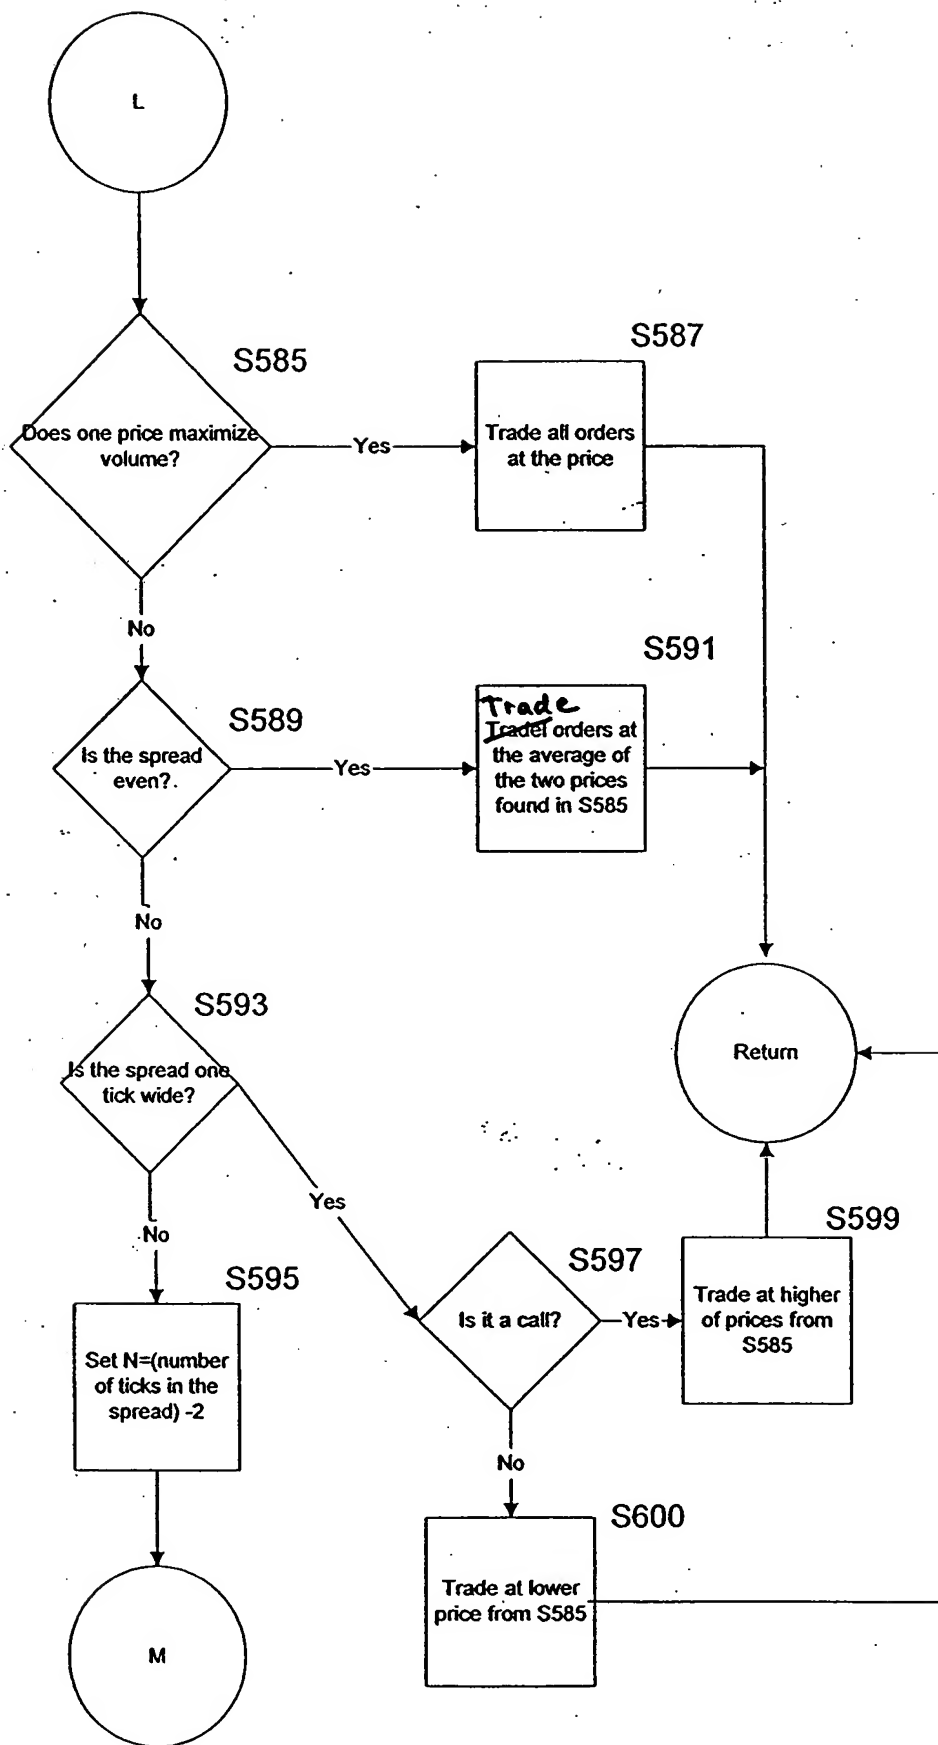 L
S585
Does one price maximize
volume?
Yes
S587
Trade all orders
at the price
No
S589
Is the spread
even?
Yes
S591
Trade
Tradel orders at
the average of
the two prices
found in S585
No
S593
Is the spread one
tick wide?
Yes
No
Return
S595
Set N=(number
of ticks in the
spread) -2
S597
Is it a call?
Yes
S599
Trade at higher
of prices from
S585
No
S600
Trade at lower
price from S585
M